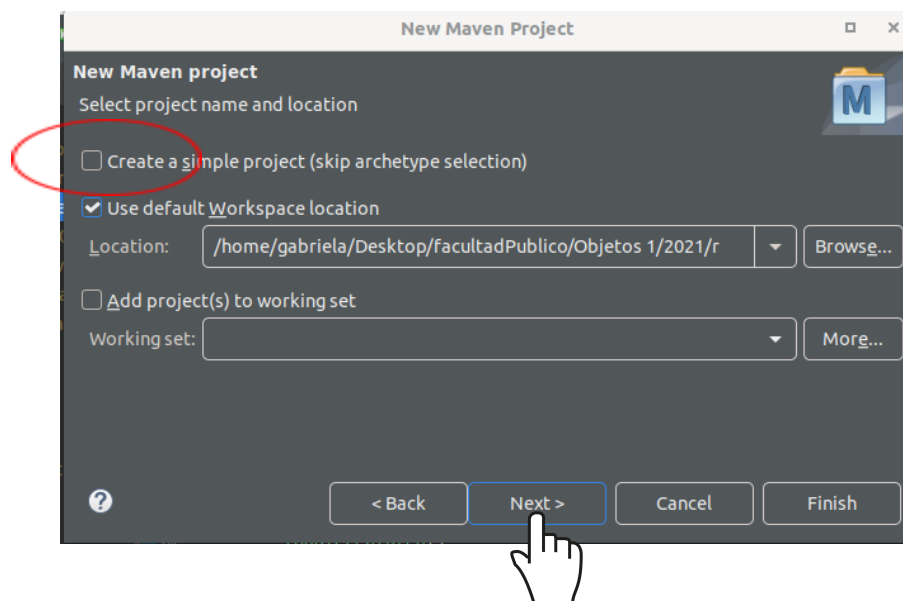 New Maven Project
New Maven project
Select project name and location
M
Create a simple project (skip archetype selection)
Use default Workspace location
Location: /home/gabriela/Desktop/facultadPublico/Objetos 1/2021/r Browse...
Add project(s) to working set
Working set: More...
? < Back Next > Cancel Finish